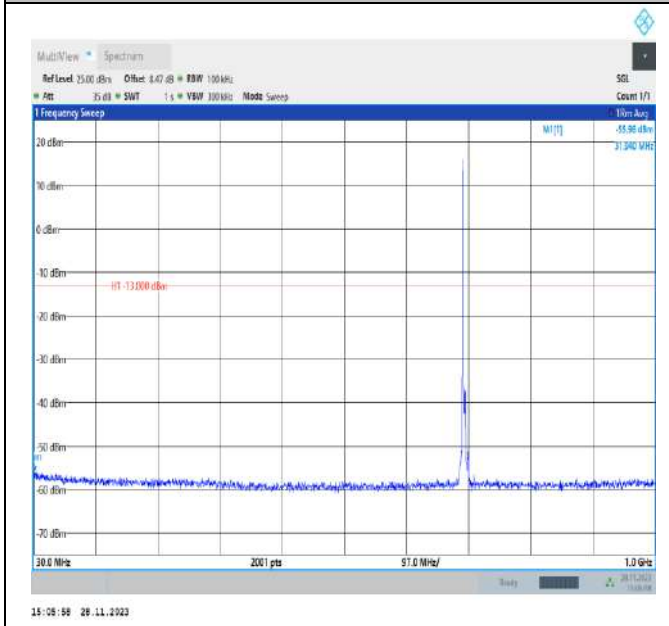 MultiView Spectrum
Ref Level 25.00 dBm Offset 8.47 dB RBW 100 kHz SGL
Att 35 dB SWT 1 s VBW 300 kHz Mode Sweep Count 1/1
1 Frequency Sweep 1Rm Avg
M1[1] -55.96 dBm
31.940 MHz
20 dBm
10 dBm
0 dBm
-10 dBm
H1 -13.000 dBm
-20 dBm
-30 dBm
-40 dBm
-50 dBm
M1
-60 dBm
-70 dBm
30.0 MHz 2001 pts 97.0 MHz/ 1.0 GHz
Ready 28.11.2023
15:05:58 28.11.2023